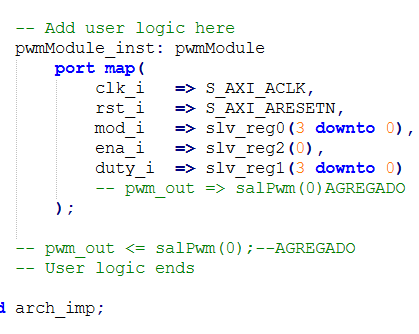 -- Add user logic here
pwmModule_inst: pwmModule
port map(
clk_i => S_AXI_ACLK,
rst_i => S_AXI_ARESETN,
mod_i => slv_reg0(3 downto 0),
ena_i => slv_reg2(0),
duty_i => slv_reg1(3 downto 0)
-- pwm_out => salPwm(0)AGREGADO
);
-- pwm_out <= salPwm(0);--AGREGADO
-- User logic ends
d arch_imp;